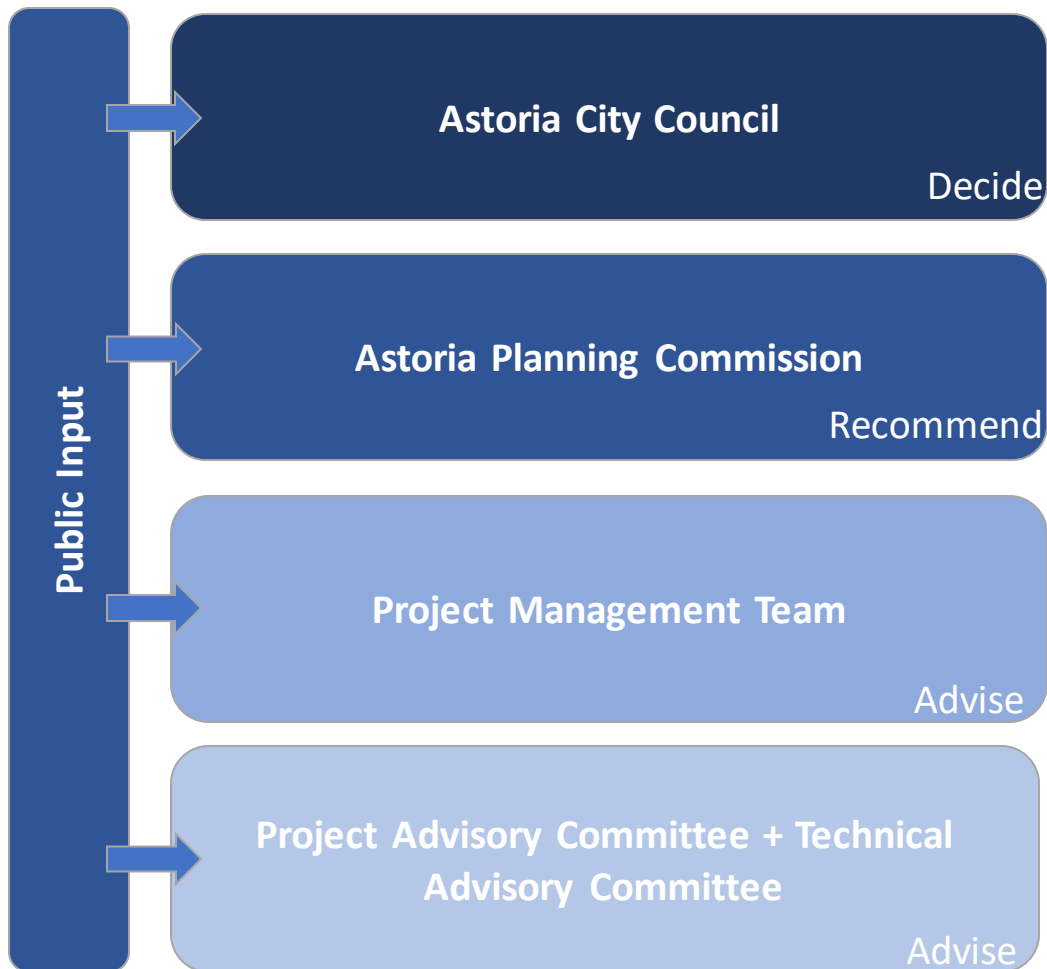 Public Input
Astoria City Council
Decide
Astoria Planning Commission
Recommend
Project Management Team
Advise
Project Advisory Committee + Technical
Advisory Committee
Advise